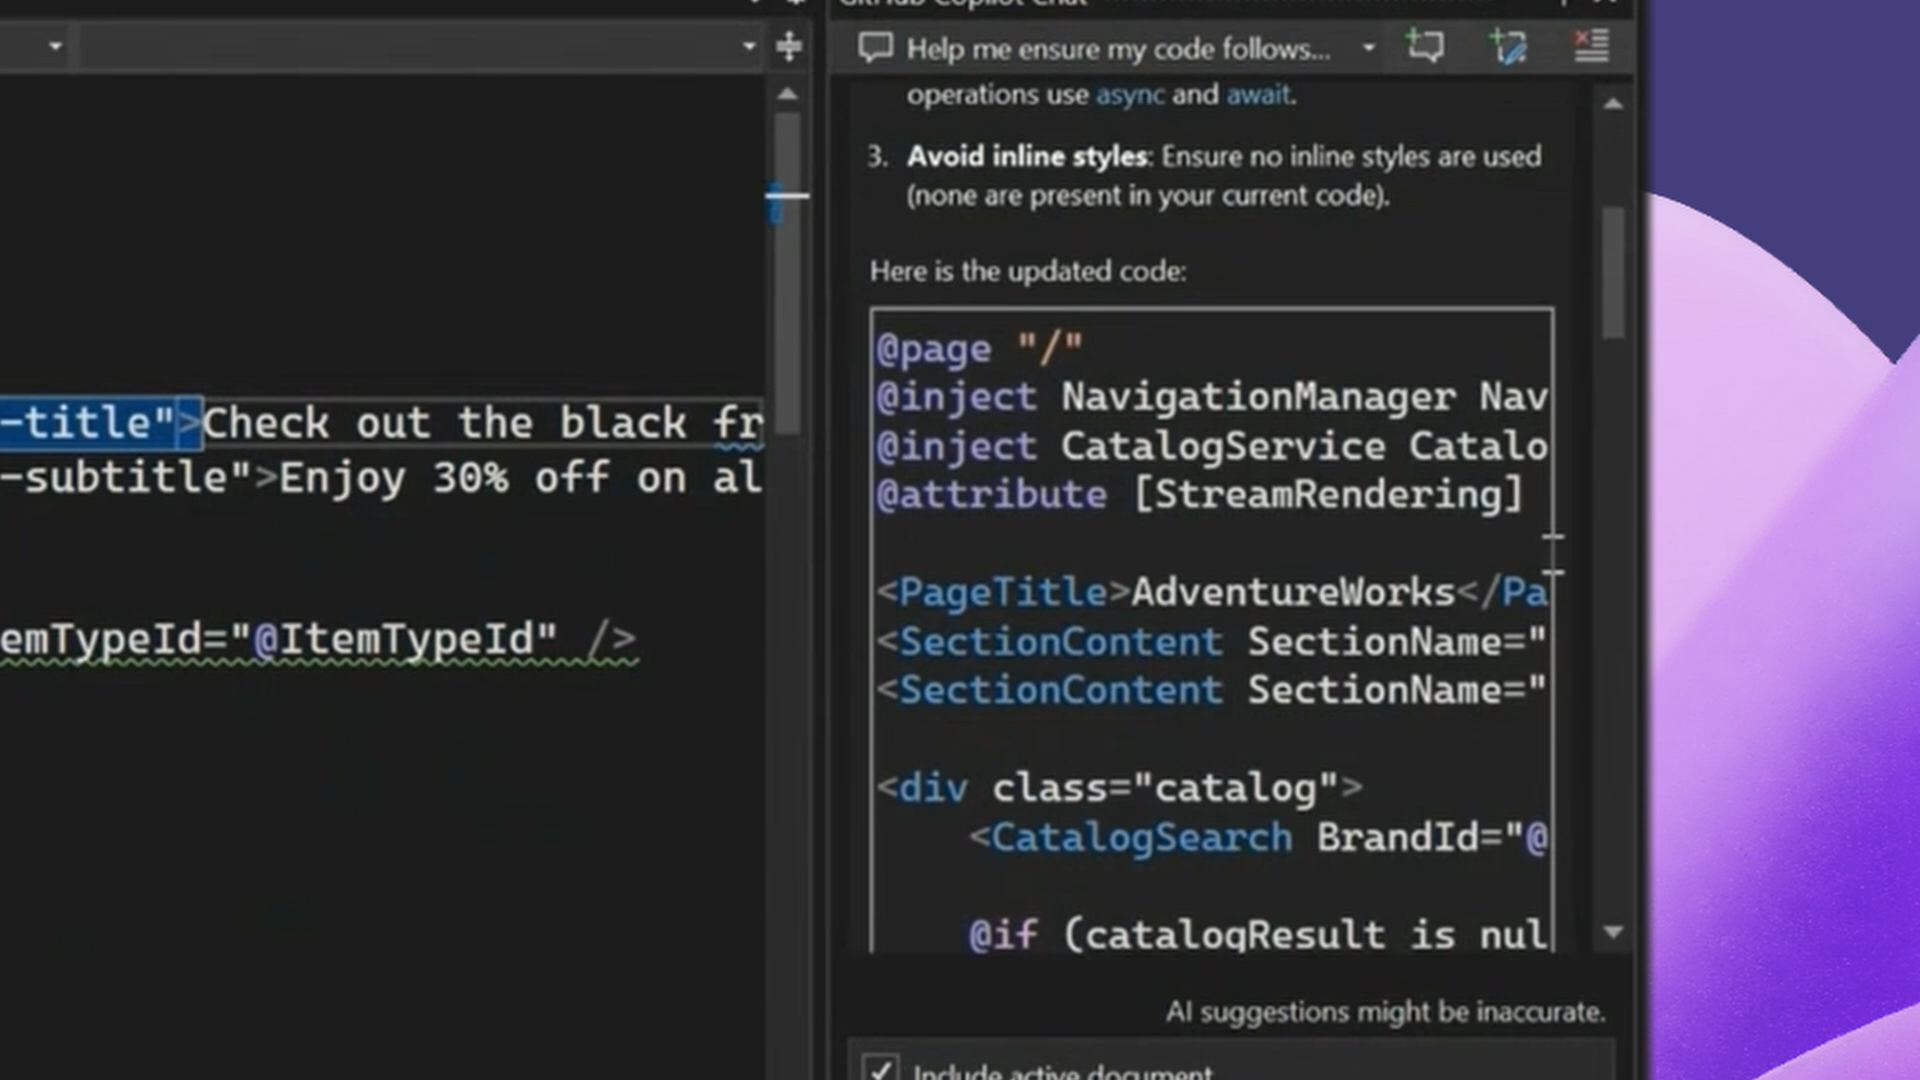 GitHub Copilot Chat
Help me ensure my code follows...
operations use async and await.
3. Avoid inline styles: Ensure no inline styles are used
(none are present in your current code).
Here is the updated code:
@page "/"
@inject NavigationManager Nav
@inject CatalogService Catalo
@attribute [StreamRendering]
<PageTitle>AdventureWorks</Pa
<SectionContent SectionName="
<SectionContent SectionName="
<div class="catalog">
<CatalogSearch BrandId="@
@if (catalogResult is nul
AI suggestions might be inaccurate.
Include active document
-title">Check out the black fr
-subtitle">Enjoy 30% off on al
emTypeId="@ItemTypeId" />